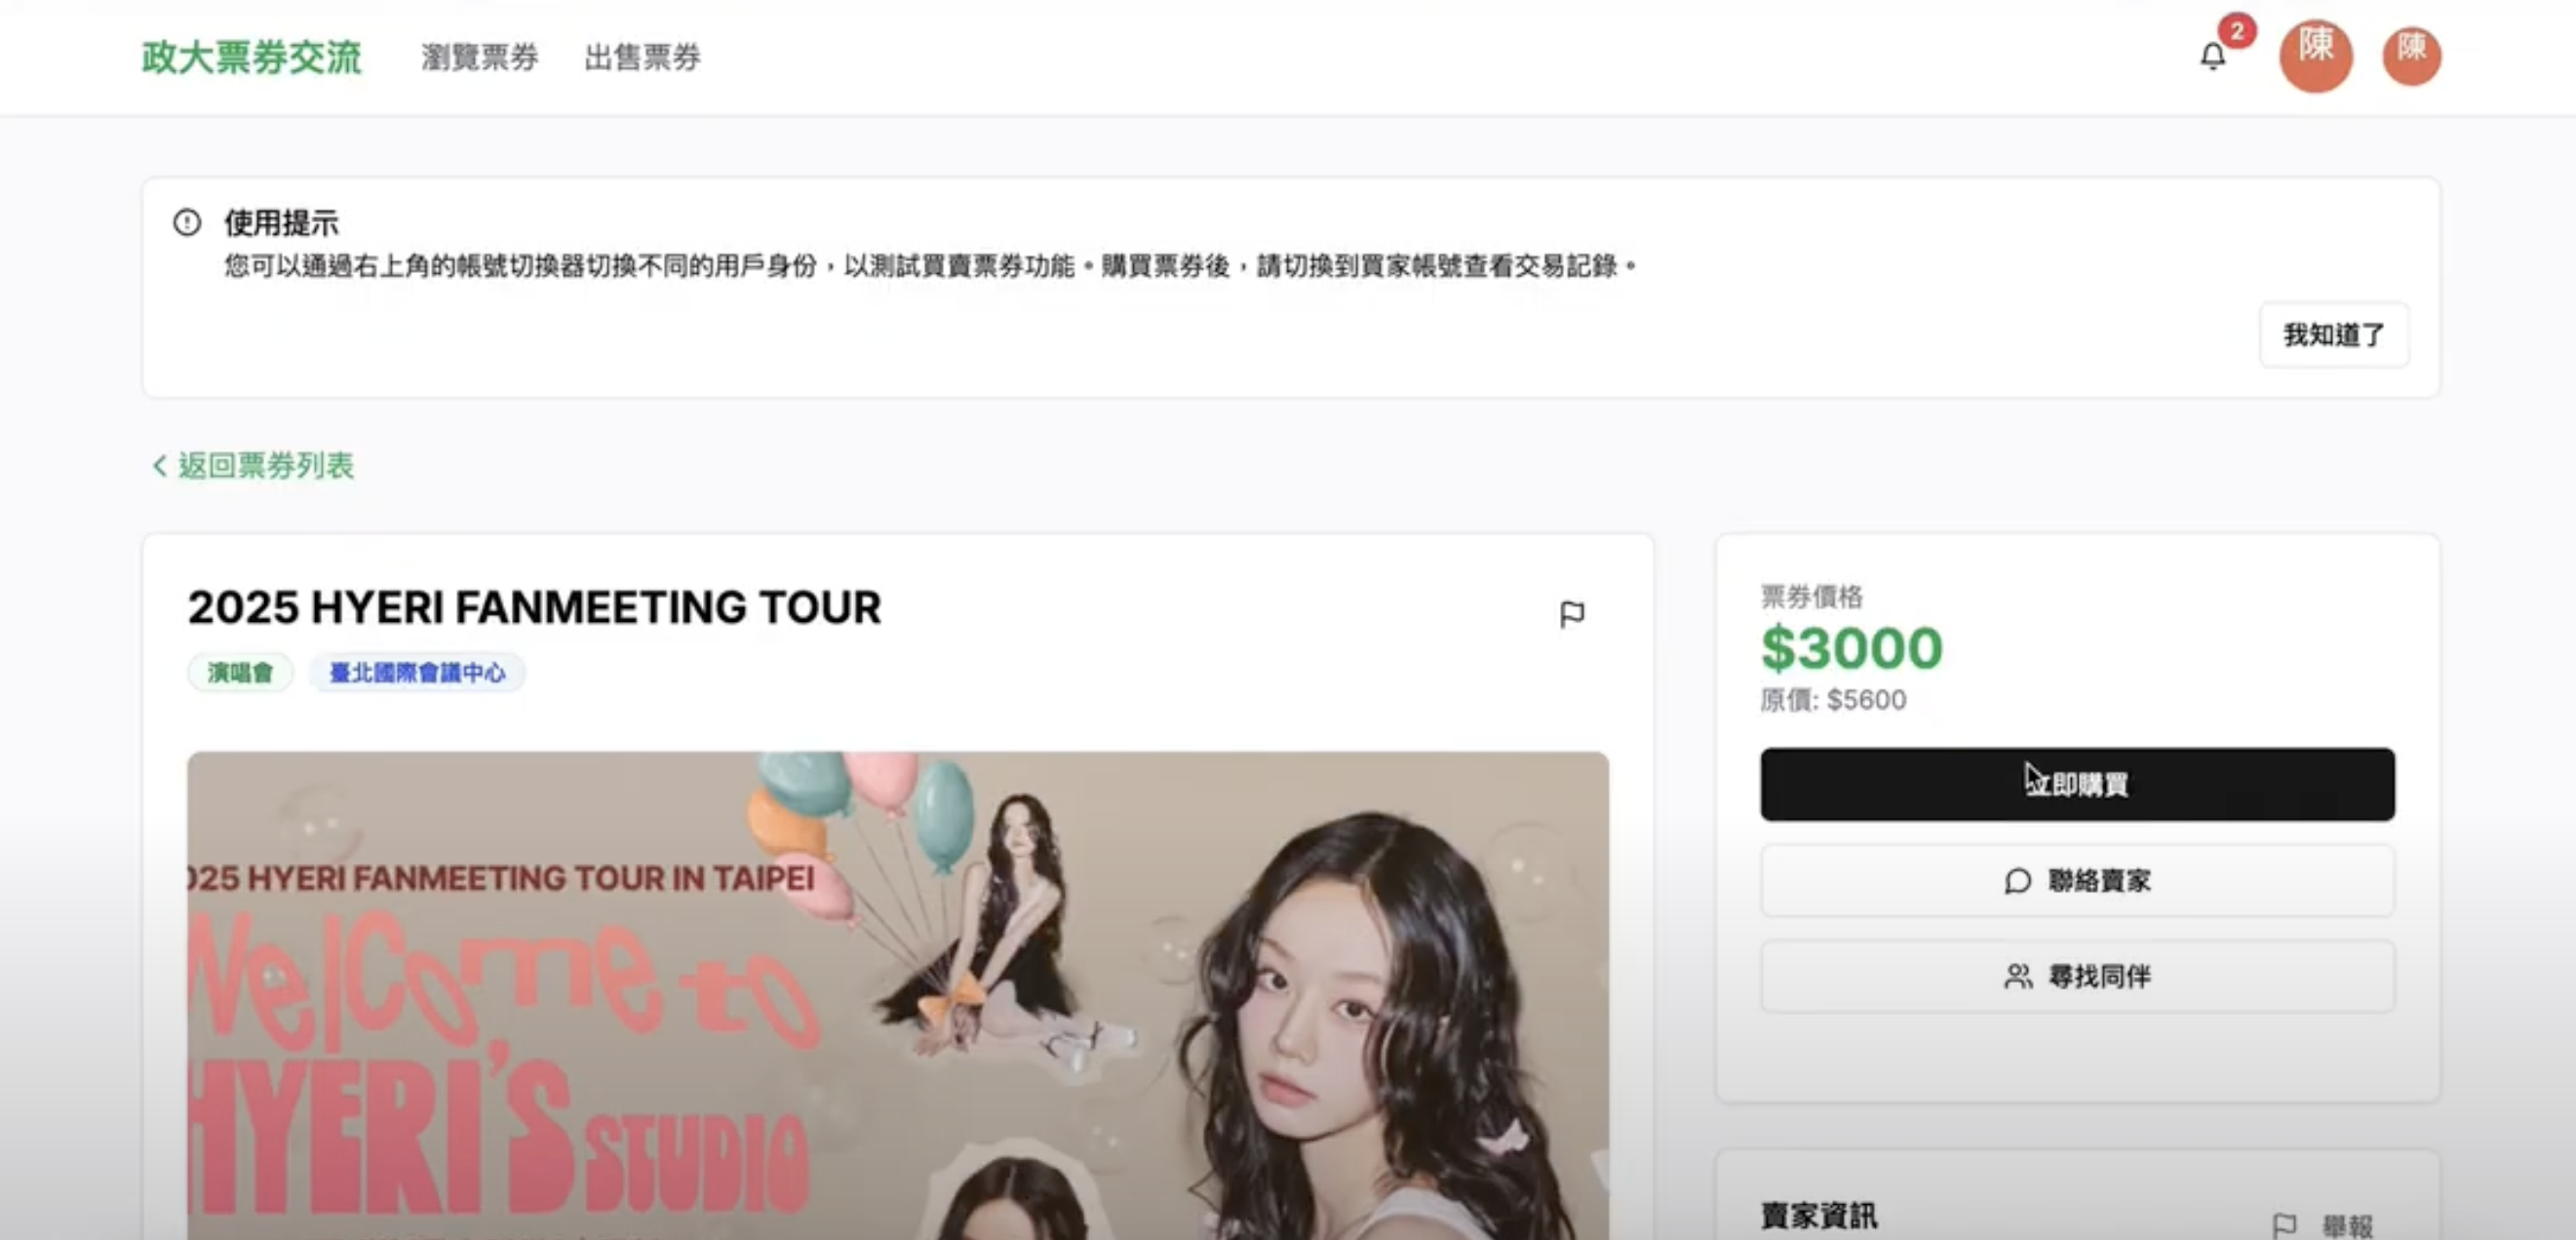 政大票券交流 瀏覽票券 出售票券 2 陳 陳
使用提示
您可以通過右上角的帳號切換器切換不同的用戶身份，以測試買賣票券功能。購買票券後，請切換到買家帳號查看交易記錄。
我知道了
返回票券列表
2025 HYERI FANMEETING TOUR
演唱會 臺北國際會議中心
025 HYERI FANMEETING TOUR IN TAIPEI
Welcome to
HYERI'S STUDIO
票券價格
$3000
原價: $5600
立即購買
聯絡賣家
尋找同伴
賣家資訊 舉報